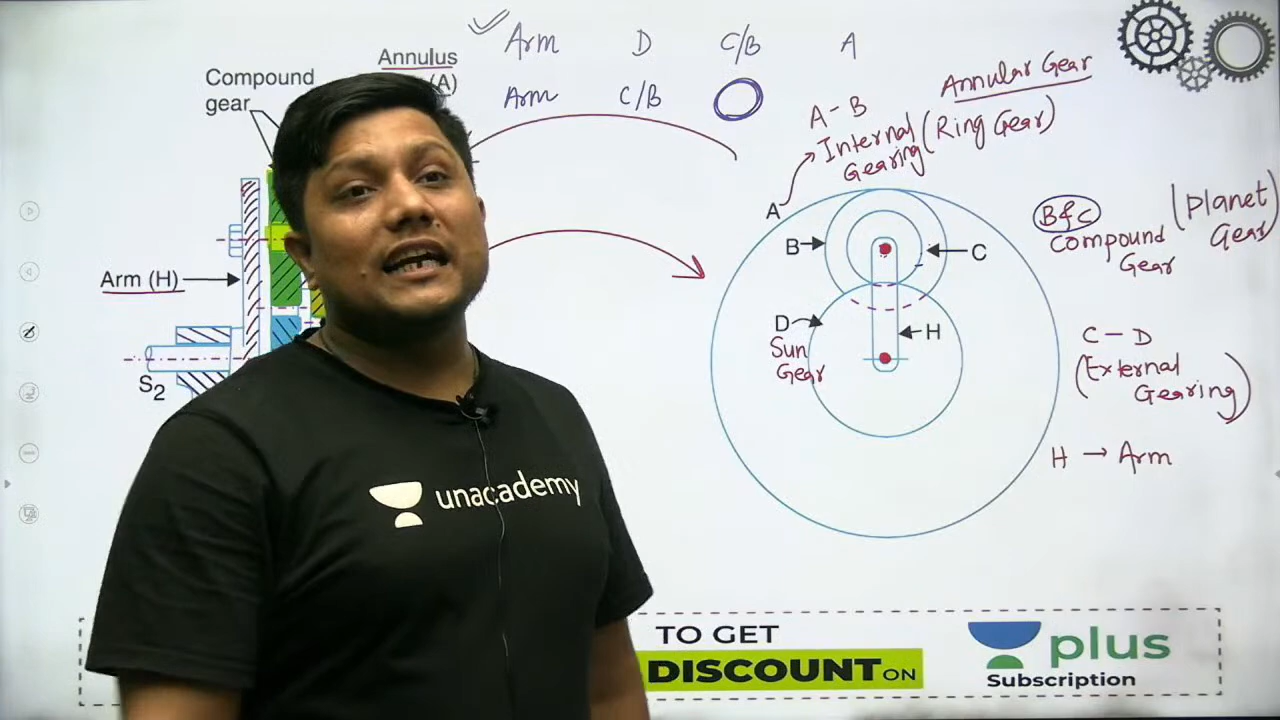 Arm D C/B A
Arm C/B
Annulus
(A)
Compound
gear
Arm (H)
S2
A - B
Internal
Gearing
(Ring Gear)
Annular Gear
A
B
C
D
Sun
Gear
H
B&C
Compound
Gear
(Planet
Gear)
C - D
(External
Gearing)
H → Arm
unacademy
TO GET
DISCOUNT ON
plus
Subscription